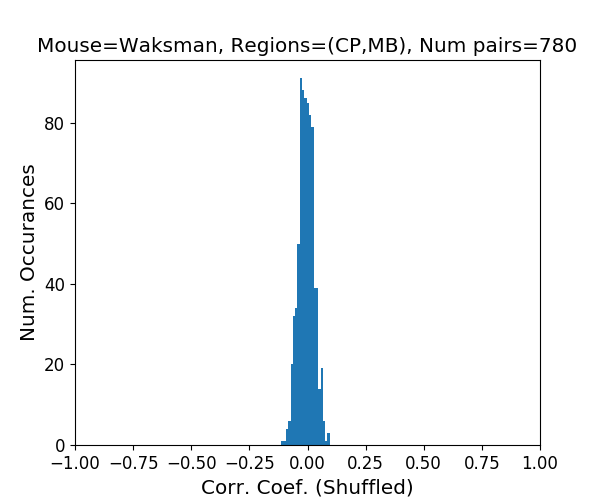 Mouse=Waksman, Regions=(CP,MB), Num pairs=780
Num. Occurances
80
60
40
20
0
−1.00 −0.75 −0.50 −0.25 0.00 0.25 0.50 0.75 1.00
Corr. Coef. (Shuffled)